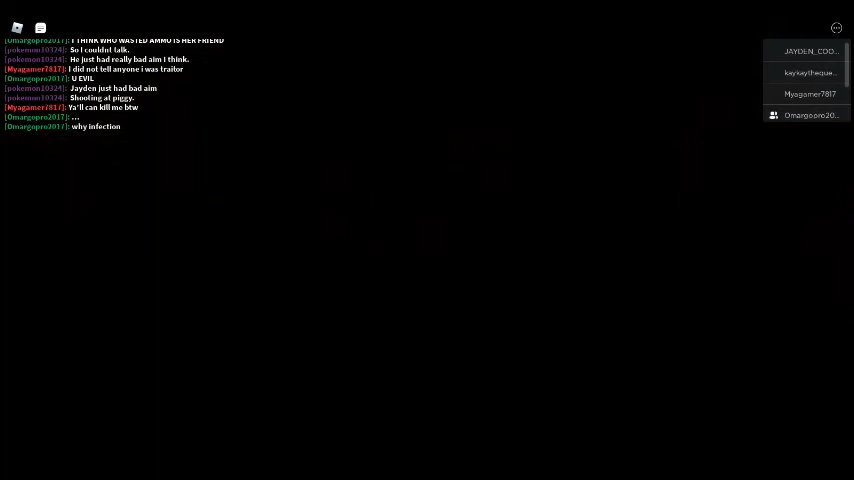 [Omargopro2017]: I THINK WHO WASTED AMMO IS HER FRIEND
[pokemon10324]: So I couldnt talk.
[pokemon10324]: He just had really bad aim I think.
[Myagamer7817]: I did not tell anyone i was traitor
[Omargopro2017]: U EVIL
[pokemon10324]: Jayden just had bad aim
[pokemon10324]: Shooting at piggy.
[Myagamer7817]: Ya'll can kill me btw
[Omargopro2017]: ...
[Omargopro2017]: why infection
JAYDEN_COO...
kaykaytheque...
Myagamer7817
Omargopro20...